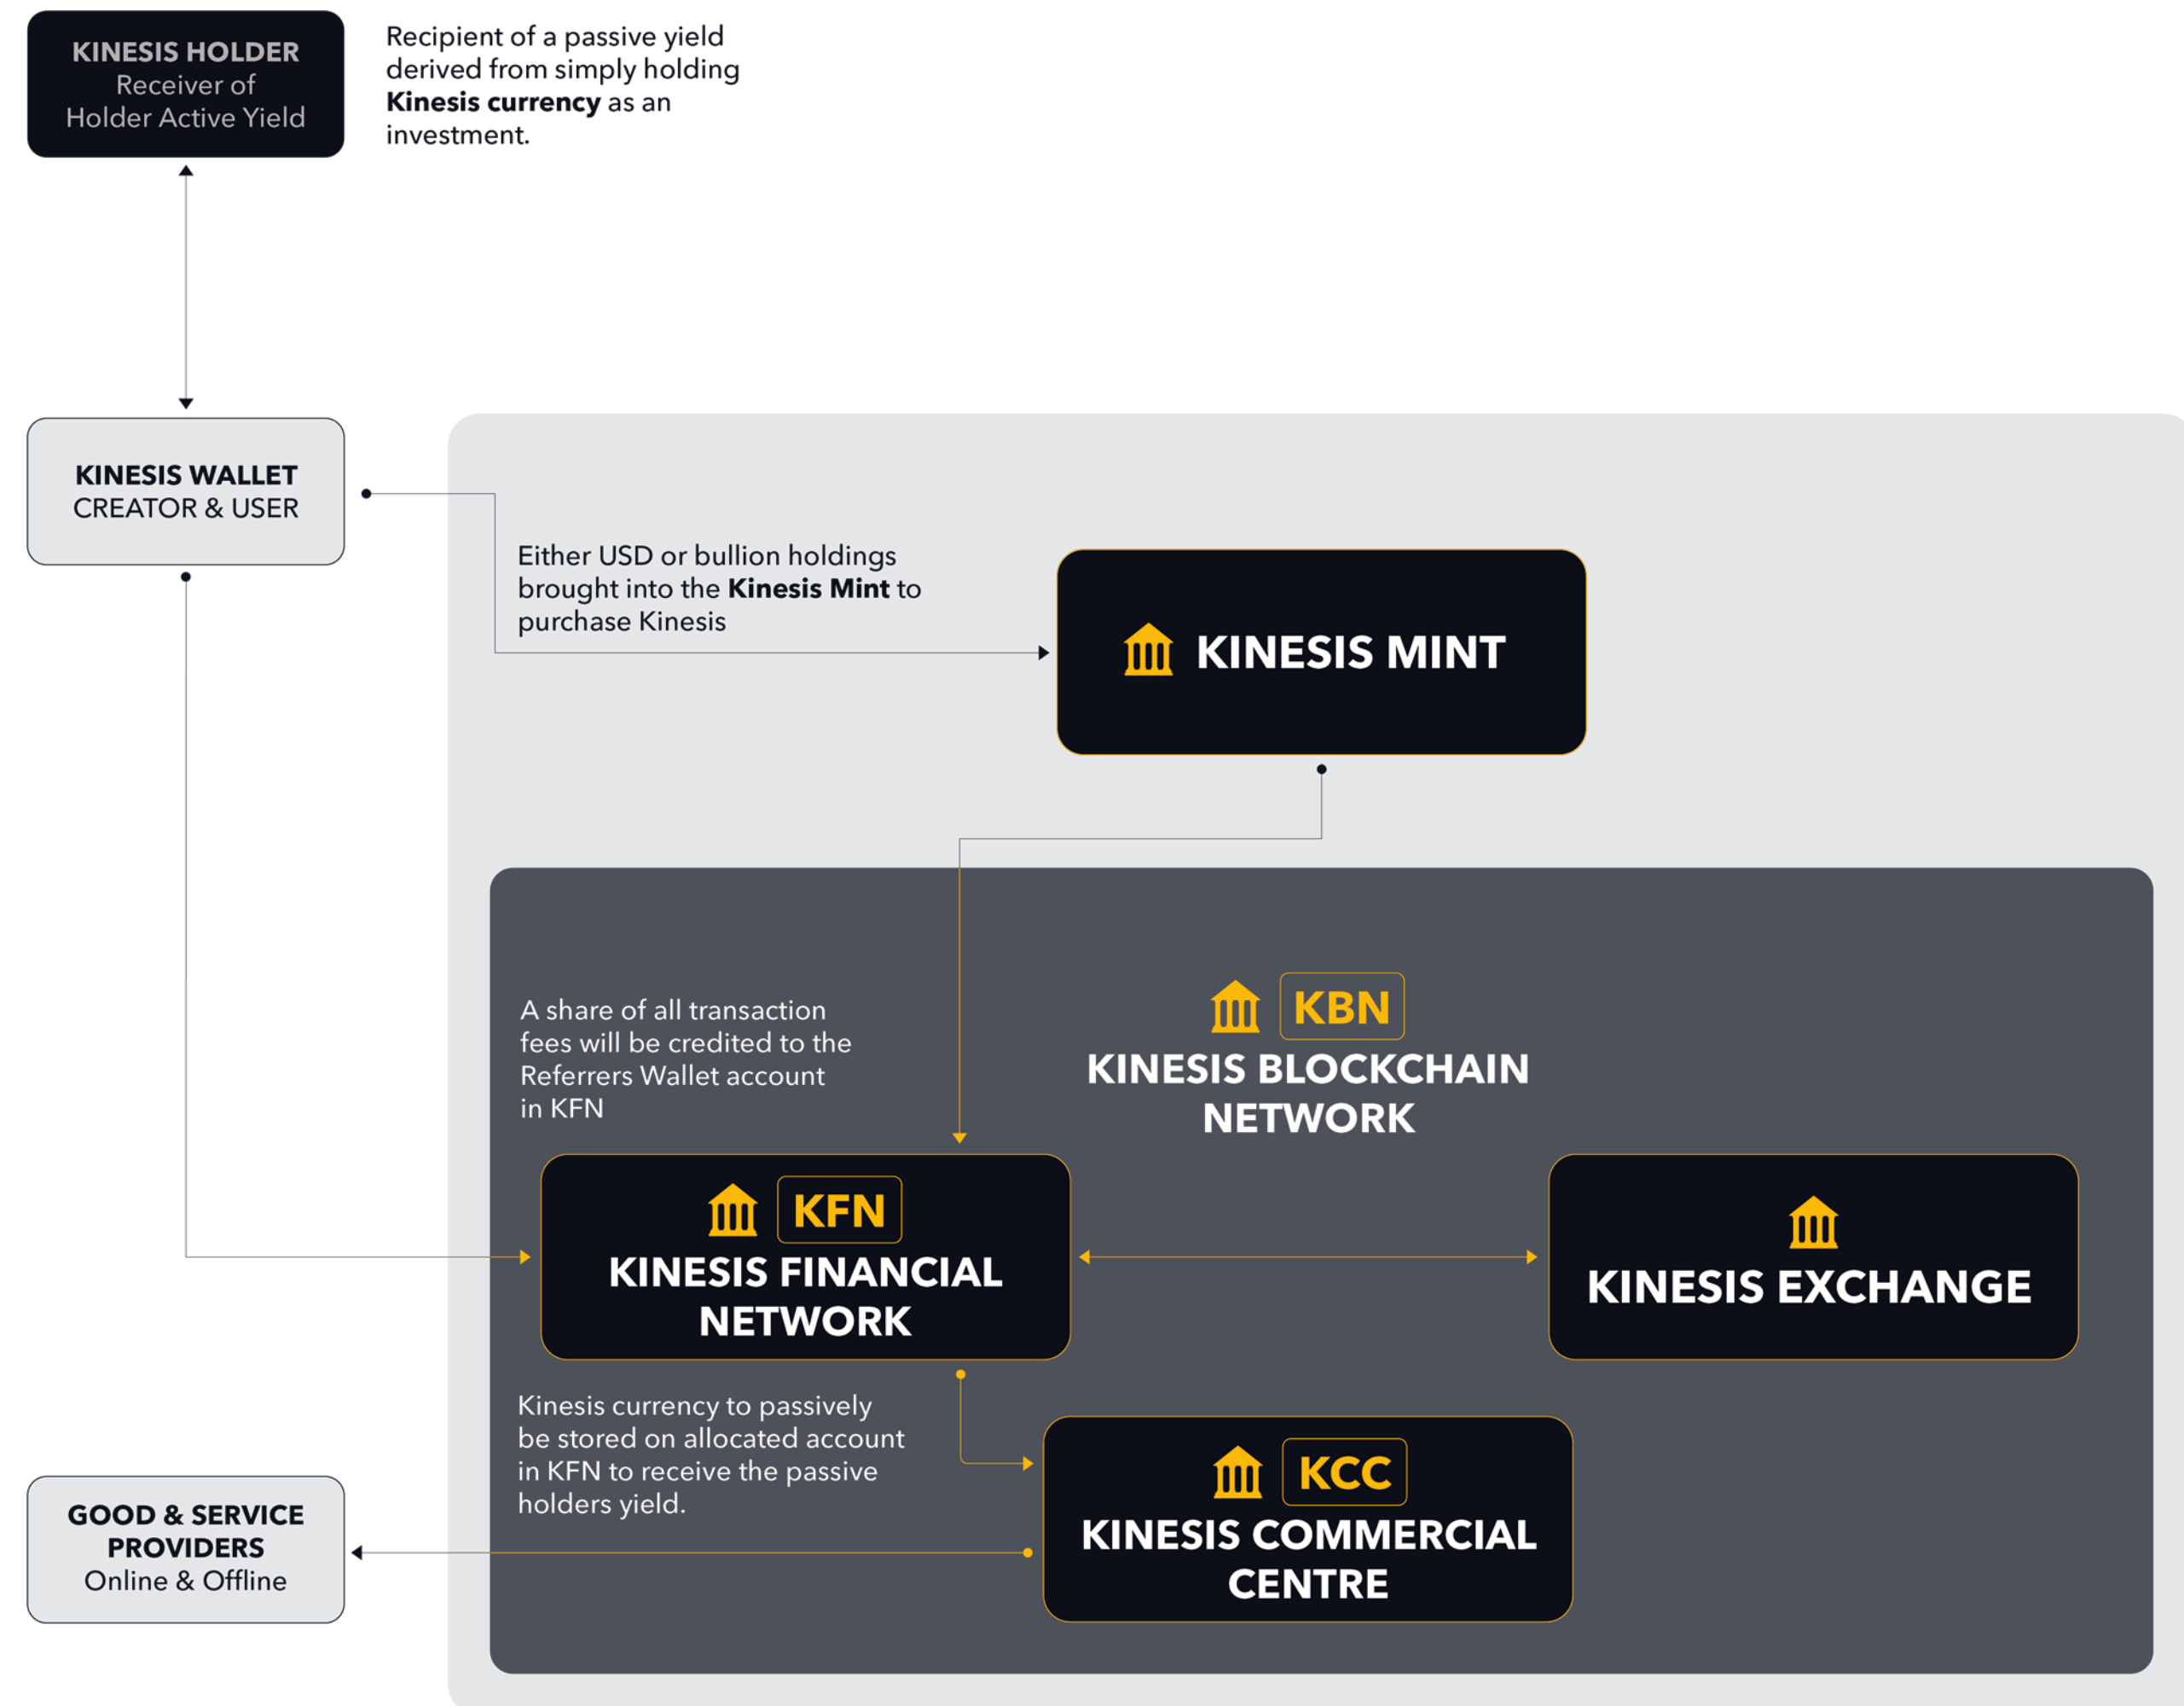 KINESIS HOLDER
Receiver of
Holder Active Yield
Recipient of a passive yield
derived from simply holding
Kinesis currency as an
investment.
KINESIS WALLET
CREATOR & USER
Either USD or bullion holdings
brought into the Kinesis Mint to
purchase Kinesis
KINESIS MINT
A share of all transaction
fees will be credited to the
Referrers Wallet account
in KFN
KBN
KINESIS BLOCKCHAIN
NETWORK
KFN
KINESIS FINANCIAL
NETWORK
KINESIS EXCHANGE
Kinesis currency to passively
be stored on allocated account
in KFN to receive the passive
holders yield.
KCC
KINESIS COMMERCIAL
CENTRE
GOOD & SERVICE
PROVIDERS
Online & Offline